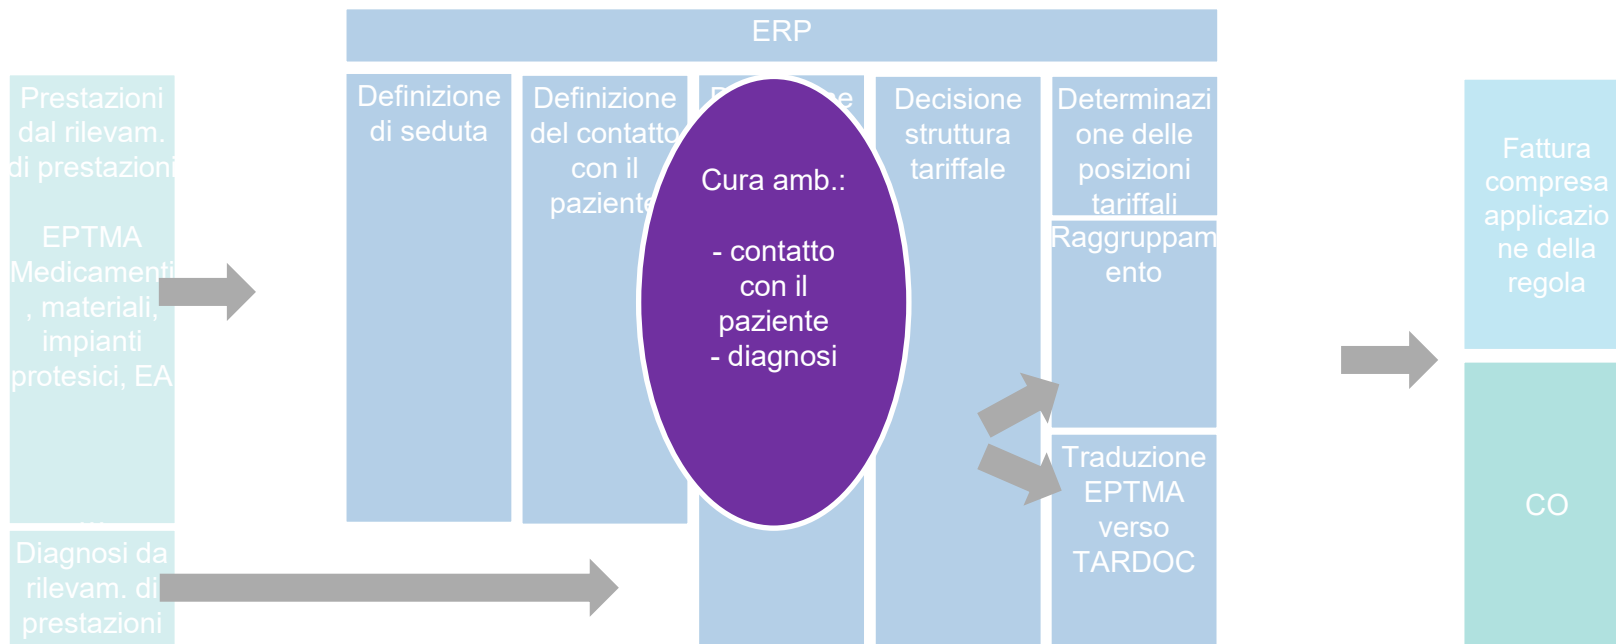 ERP
Prestazioni
dal rilevam.
di prestazioni
EPTMA
Medicamenti
, materiali,
impianti
protesici, EA
...
Diagnosi da
rilevam. di
prestazioni
Definizione
di seduta
Definizione
del contatto
con il
paziente
Cura amb.:
- contatto
con il
paziente
- diagnosi
Decisione
struttura
tariffale
Determinazi
one delle
posizioni
tariffali
Raggruppam
ento
Traduzione
EPTMA
verso
TARDOC
Fattura
compresa
applicazio
ne della
regola
CO